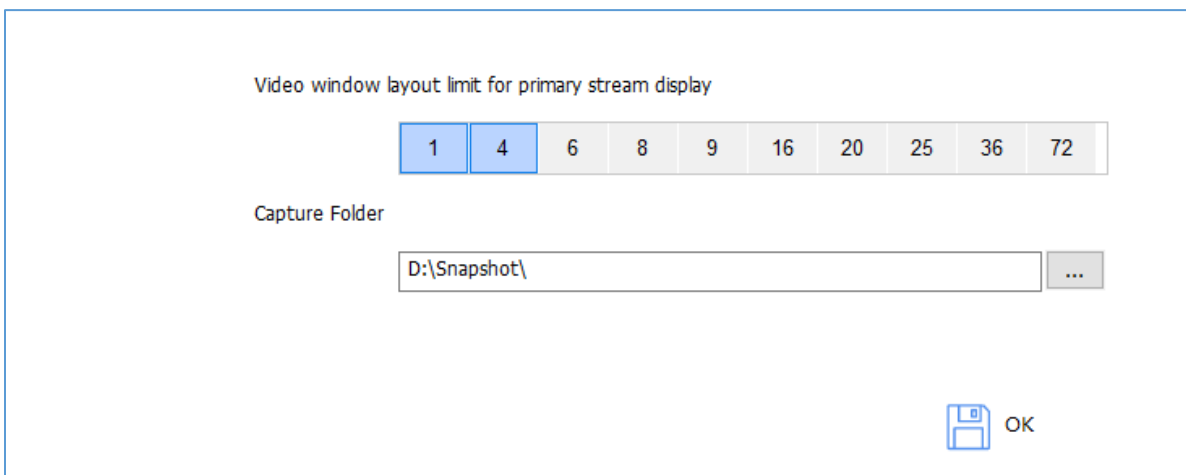 Video window layout limit for primary stream display
1 4 6 8 9 16 20 25 36 72
Capture Folder
D:\Snapshot\ ...
OK